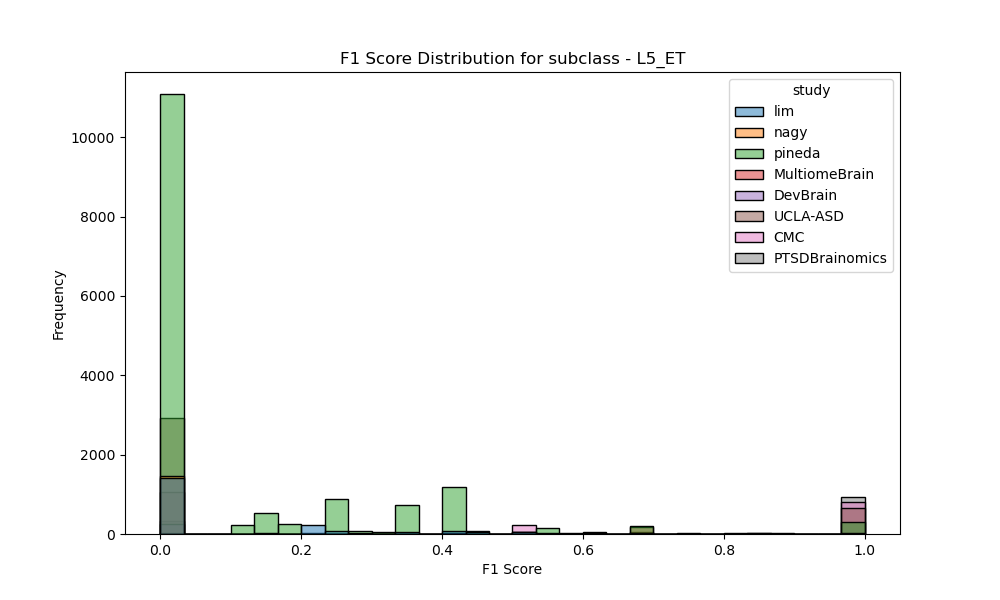 F1 Score Distribution for subclass - L5_ET
study
lim
nagy
pineda
MultiomeBrain
DevBrain
UCLA-ASD
CMC
PTSDBrainomics
Frequency
10000
8000
6000
4000
2000
0
0.0 0.2 0.4 0.6 0.8 1.0
F1 Score